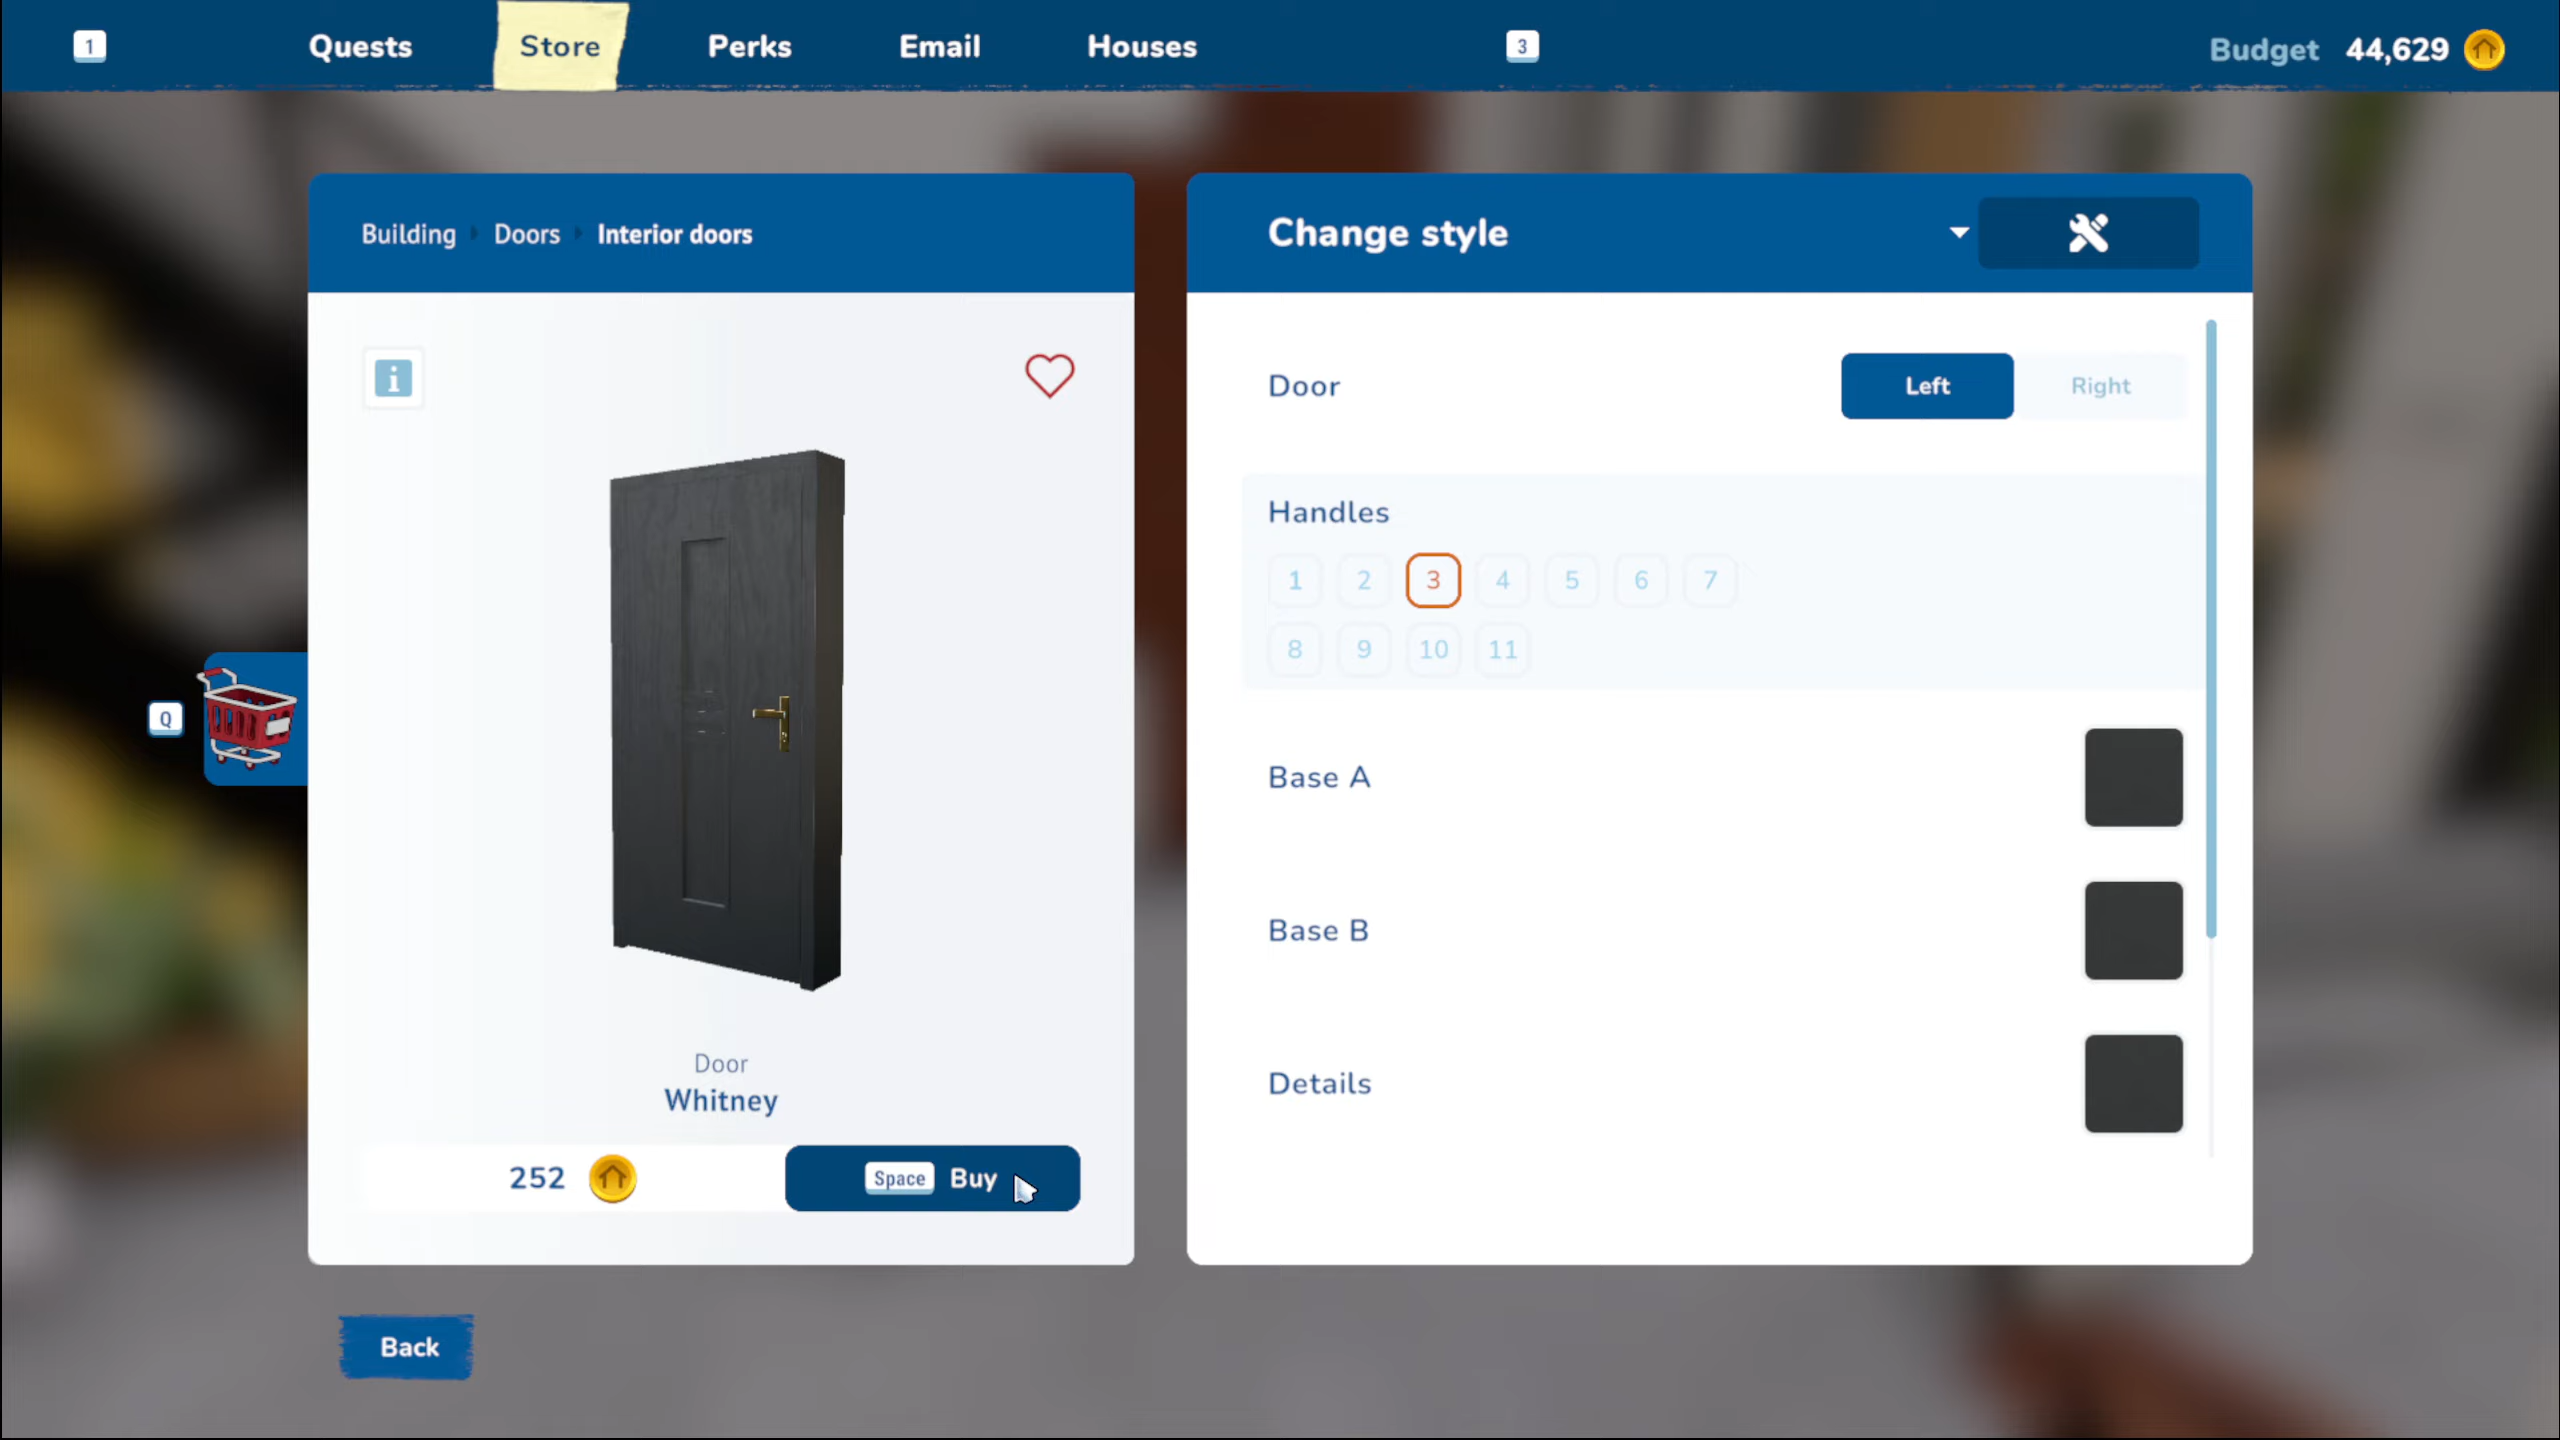 1 Quests Store Perks Email Houses 3 Budget 44,629
Building Doors Interior doors
Change style
i
Door Left Right
Handles
1 2 3 4 5 6 7
8 9 10 11
Q
Base A
Base B
Details
Door
Whitney
252 Space Buy
Back